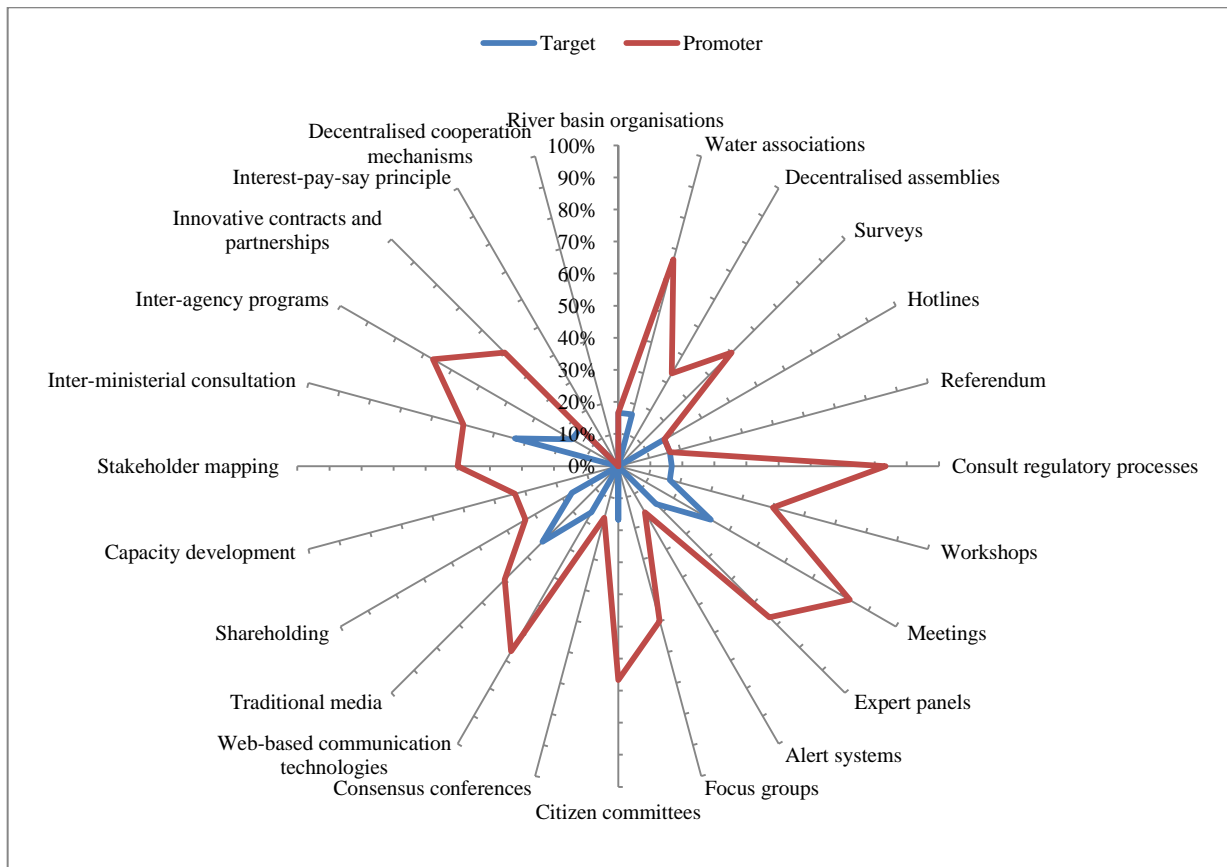 Target Promoter
River basin organisations
Water associations
Decentralised assemblies
Surveys
Hotlines
Referendum
Consult regulatory processes
Workshops
Meetings
Expert panels
Alert systems
Focus groups
Citizen committees
Consensus conferences
Web-based communication
technologies
Traditional media
Shareholding
Capacity development
Stakeholder mapping
Inter-ministerial consultation
Inter-agency programs
Innovative contracts and
partnerships
Interest-pay-say principle
Decentralised cooperation
mechanisms
100%
90%
80%
70%
60%
50%
40%
30%
20%
10%
0%